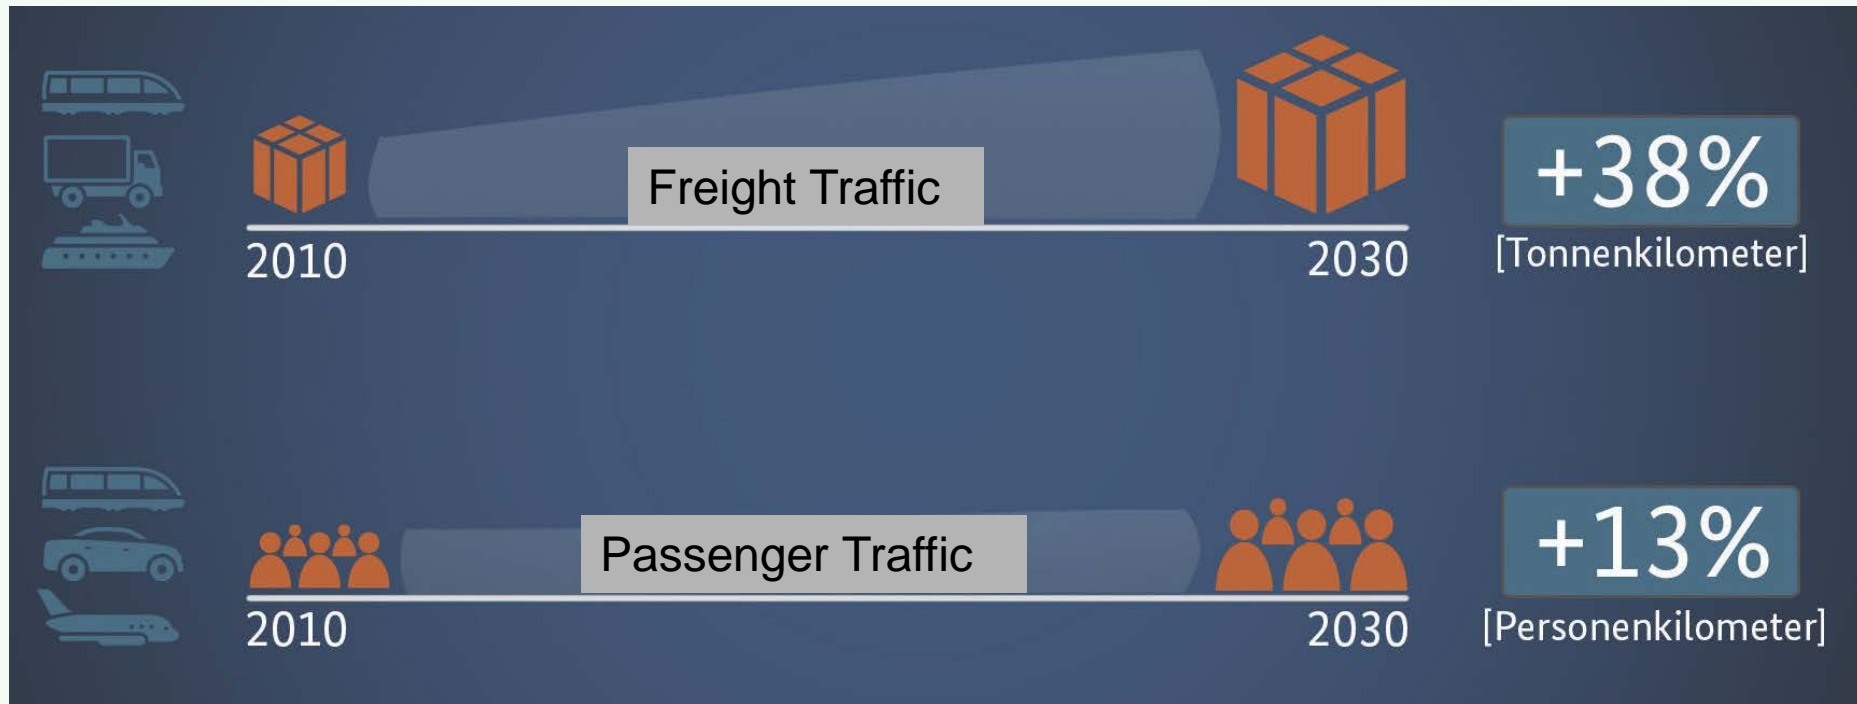 Freight Traffic
2010
2030
+38%
[Tonnenkilometer]
Passenger Traffic
2010
2030
+13%
[Personenkilometer]